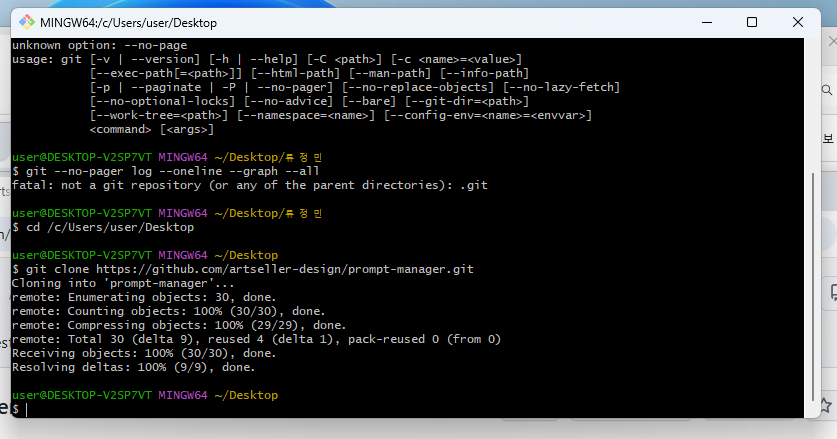 MINGW64:/c/Users/user/Desktop
unknown option: --no-page
usage: git [-v | --version] [-h | --help] [-C <path>] [-c <name>=<value>]
           [--exec-path[=<path>]] [--html-path] [--man-path] [--info-path]
           [-p | --paginate | -P | --no-pager] [--no-replace-objects] [--no-lazy-fetch]
           [--no-optional-locks] [--no-advice] [--bare] [--git-dir=<path>]
           [--work-tree=<path>] [--namespace=<name>] [--config-env=<name>=<envvar>]
           <command> [<args>]
user@DESKTOP-V2SP7VT MINGW64 ~/Desktop/류정민
$ git --no-pager log --oneline --graph --all
fatal: not a git repository (or any of the parent directories): .git
user@DESKTOP-V2SP7VT MINGW64 ~/Desktop/류정민
$ cd /c/Users/user/Desktop
user@DESKTOP-V2SP7VT MINGW64 ~/Desktop
$ git clone https://github.com/artseller-design/prompt-manager.git
Cloning into 'prompt-manager'...
remote: Enumerating objects: 30, done.
remote: Counting objects: 100% (30/30), done.
remote: Compressing objects: 100% (29/29), done.
remote: Total 30 (delta 9), reused 4 (delta 1), pack-reused 0 (from 0)
Receiving objects: 100% (30/30), done.
Resolving deltas: 100% (9/9), done.
user@DESKTOP-V2SP7VT MINGW64 ~/Desktop
$
보